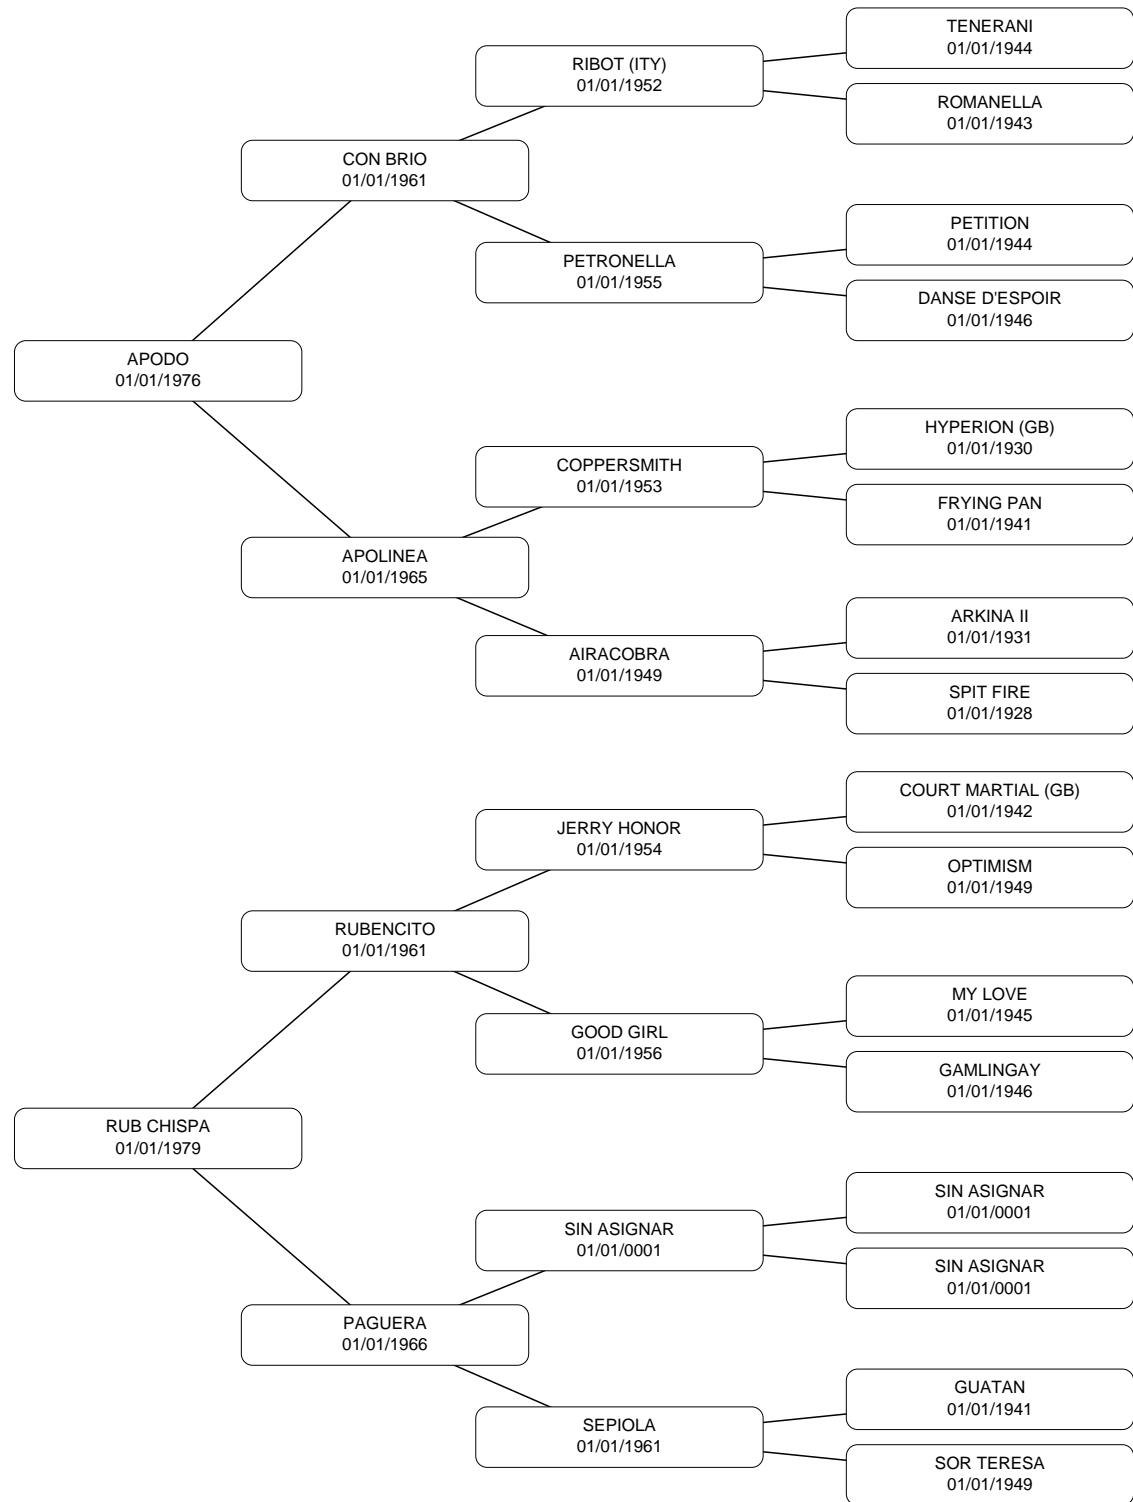 TENERANI
01/01/1944
RIBOT (ITY)
01/01/1952
ROMANELLA
01/01/1943
CON BRIO
01/01/1961
PETITION
01/01/1944
PETRONELLA
01/01/1955
DANSE D'ESPOIR
01/01/1946
APODO
01/01/1976
HYPERION (GB)
01/01/1930
COPPERSMITH
01/01/1953
FRYING PAN
01/01/1941
APOLINEA
01/01/1965
ARKINA II
01/01/1931
AIRACOBRA
01/01/1949
SPIT FIRE
01/01/1928
COURT MARTIAL (GB)
01/01/1942
JERRY HONOR
01/01/1954
OPTIMISM
01/01/1949
RUBENCITO
01/01/1961
MY LOVE
01/01/1945
GOOD GIRL
01/01/1956
GAMLINGAY
01/01/1946
RUB CHISPA
01/01/1979
SIN ASIGNAR
01/01/0001
SIN ASIGNAR
01/01/0001
SIN ASIGNAR
01/01/0001
PAGUERA
01/01/1966
GUATAN
01/01/1941
SEPIOLA
01/01/1961
SOR TERESA
01/01/1949